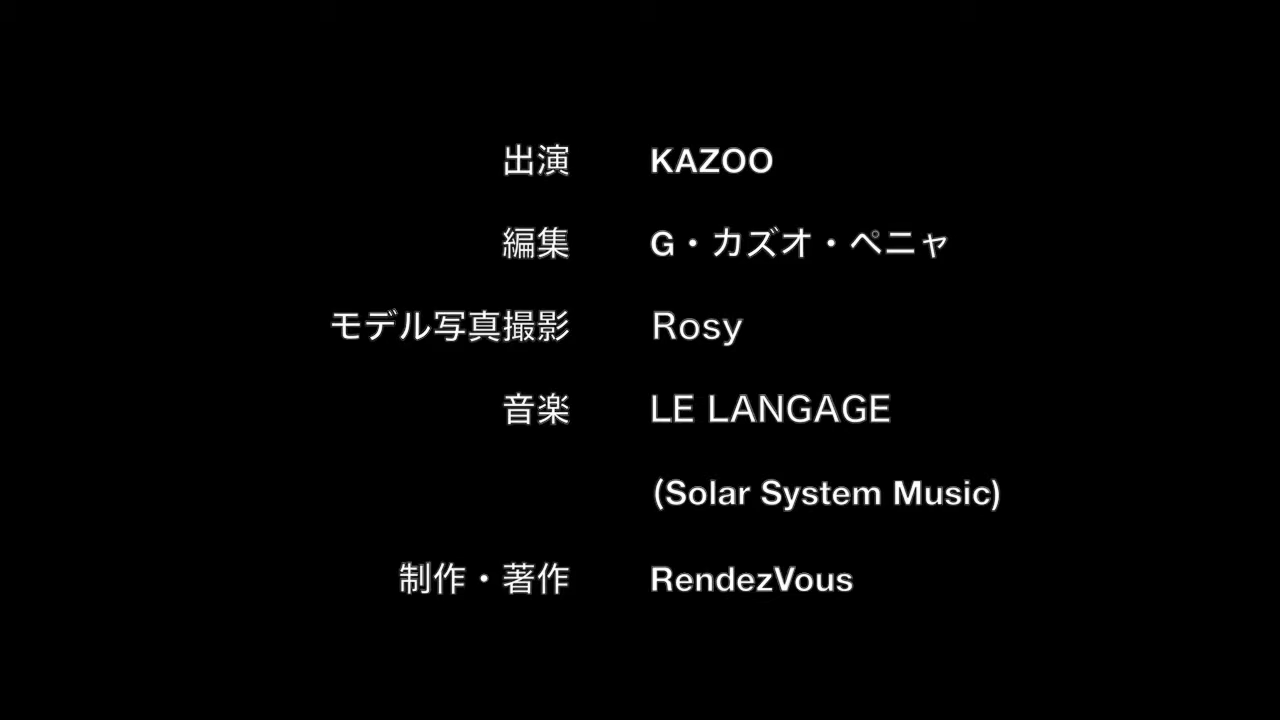 出演 KAZOO
編集 G・カズオ・ペニャ
モデル写真撮影 Rosy
音楽 LE LANGAGE
(Solar System Music)
制作・著作 RendezVous